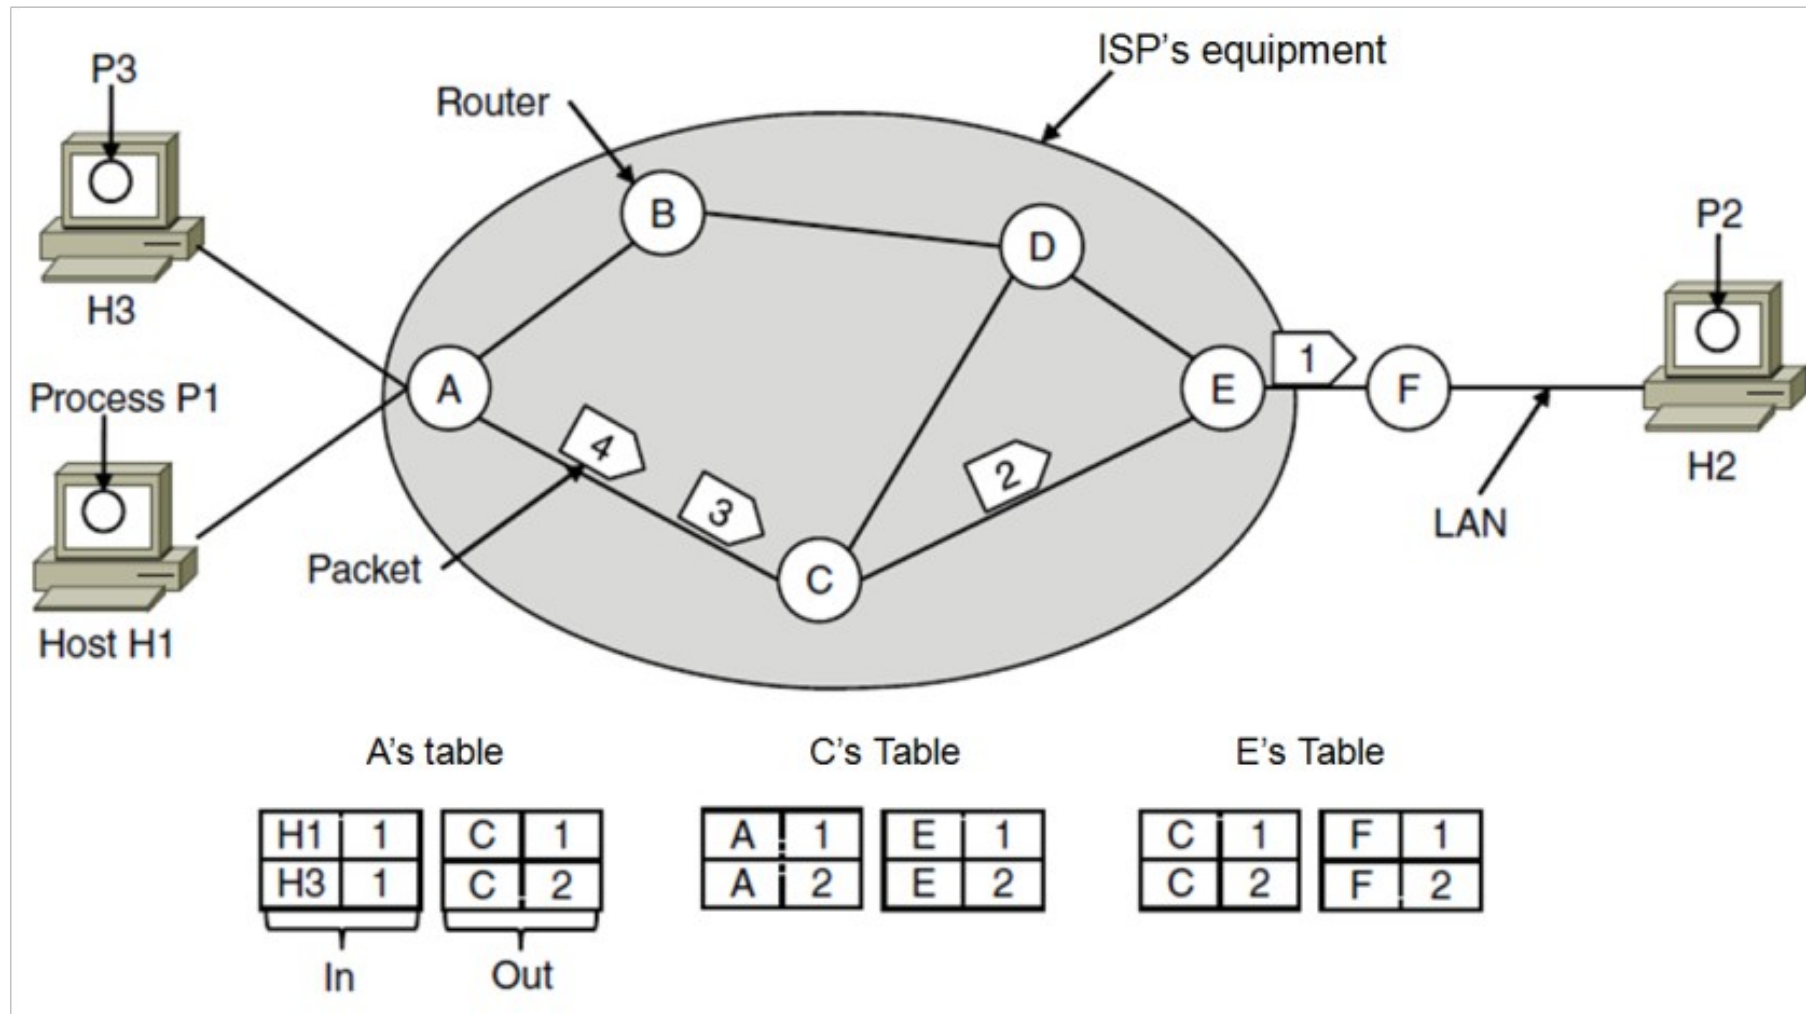 ISP's equipment
P3
Router
B
D
P2
H3
Process P1
A
4
3
2
1
E
F
H2
LAN
Packet
C
Host H1
A's table
C's Table
E's Table
H1 1 C 1 A 1 E 1 C 1 F 1
H3 1 C 2 A 2 E 2 C 2 F 2
In
Out